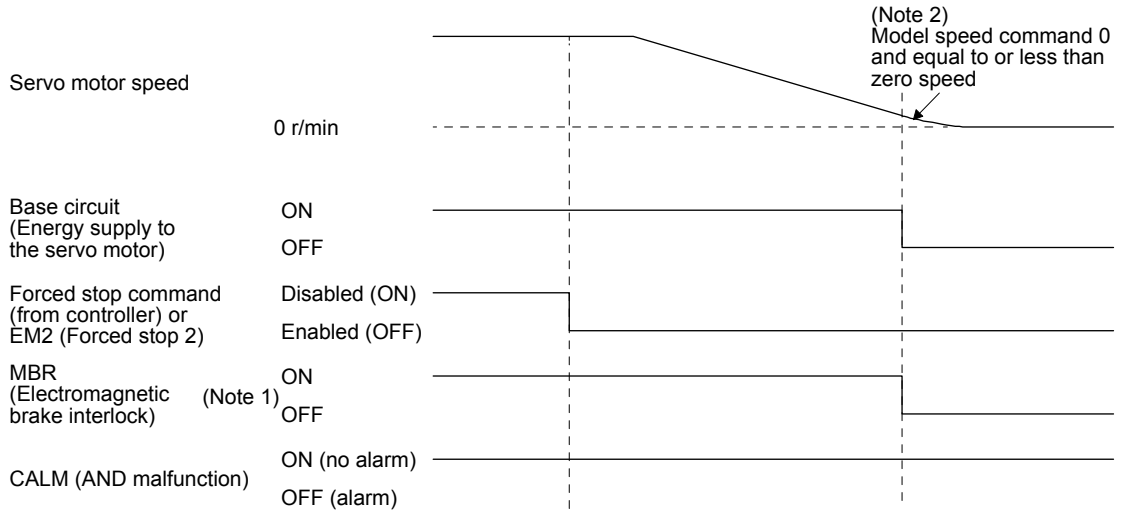 (Note 2)
Model speed command 0
and equal to or less than
zero speed
Servo motor speed
0 r/min
Base circuit
(Energy supply to
the servo motor)
ON
OFF
Forced stop command
(from controller) or
EM2 (Forced stop 2)
Disabled (ON)
Enabled (OFF)
MBR
(Electromagnetic
brake interlock)
(Note 1)
ON
OFF
CALM (AND malfunction)
ON (no alarm)
OFF (alarm)